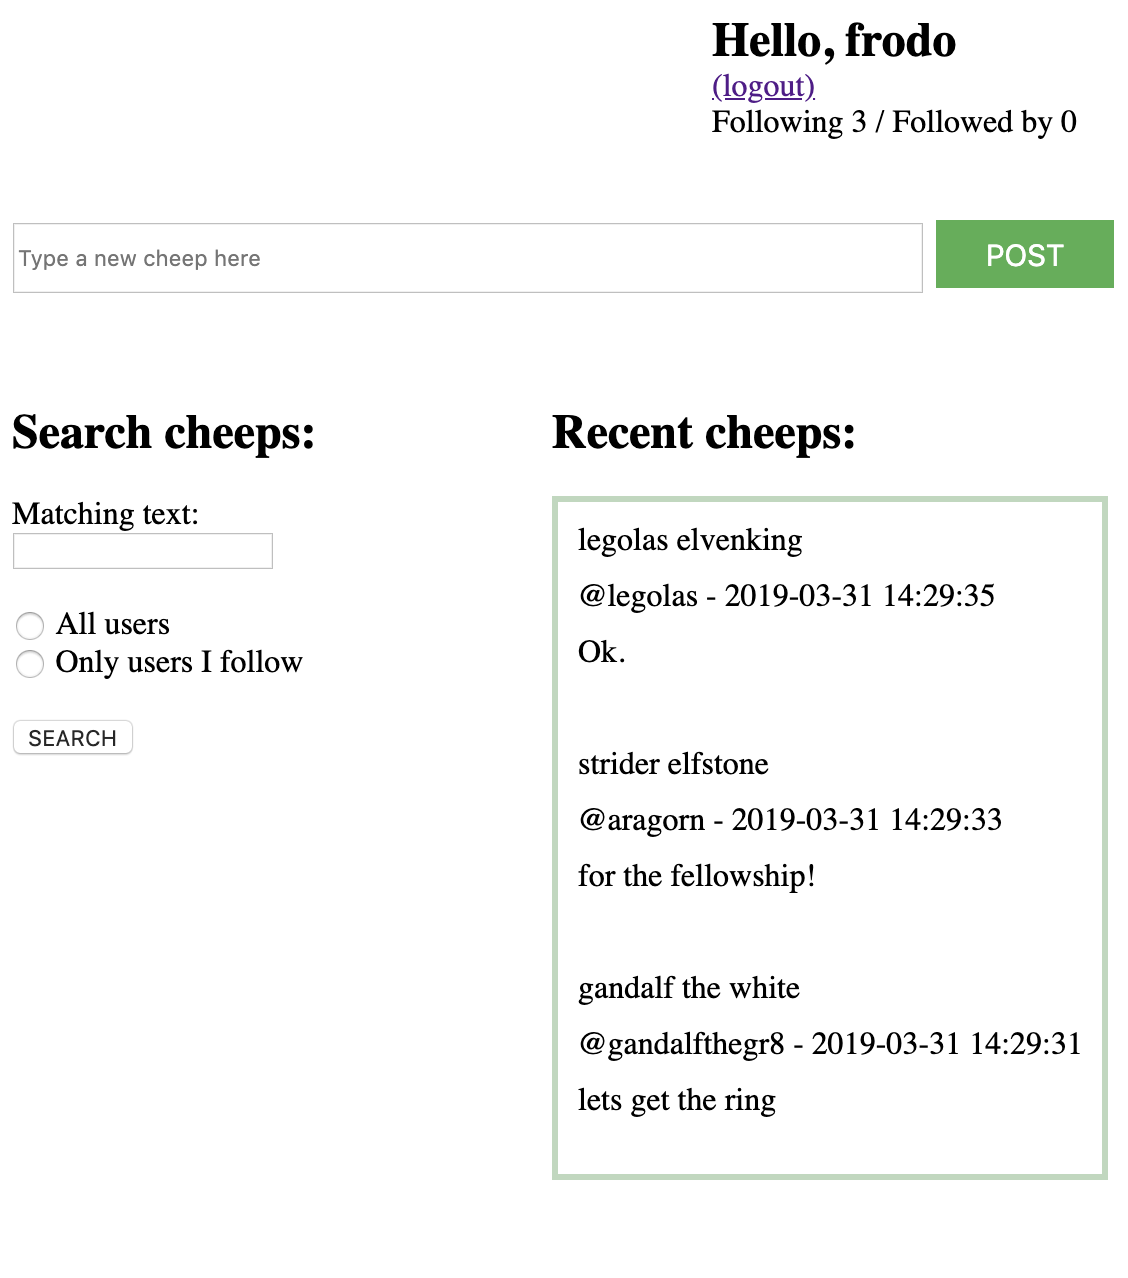 Hello, frodo
(logout)
Following 3 / Followed by 0
Type a new cheep here
POST
Search cheeps:
Matching text:
All users
Only users I follow
SEARCH
Recent cheeps:
legolas elvenking
@legolas - 2019-03-31 14:29:35
Ok.
strider elfstone
@aragorn - 2019-03-31 14:29:33
for the fellowship!
gandalf the white
@gandalfthegr8 - 2019-03-31 14:29:31
lets get the ring